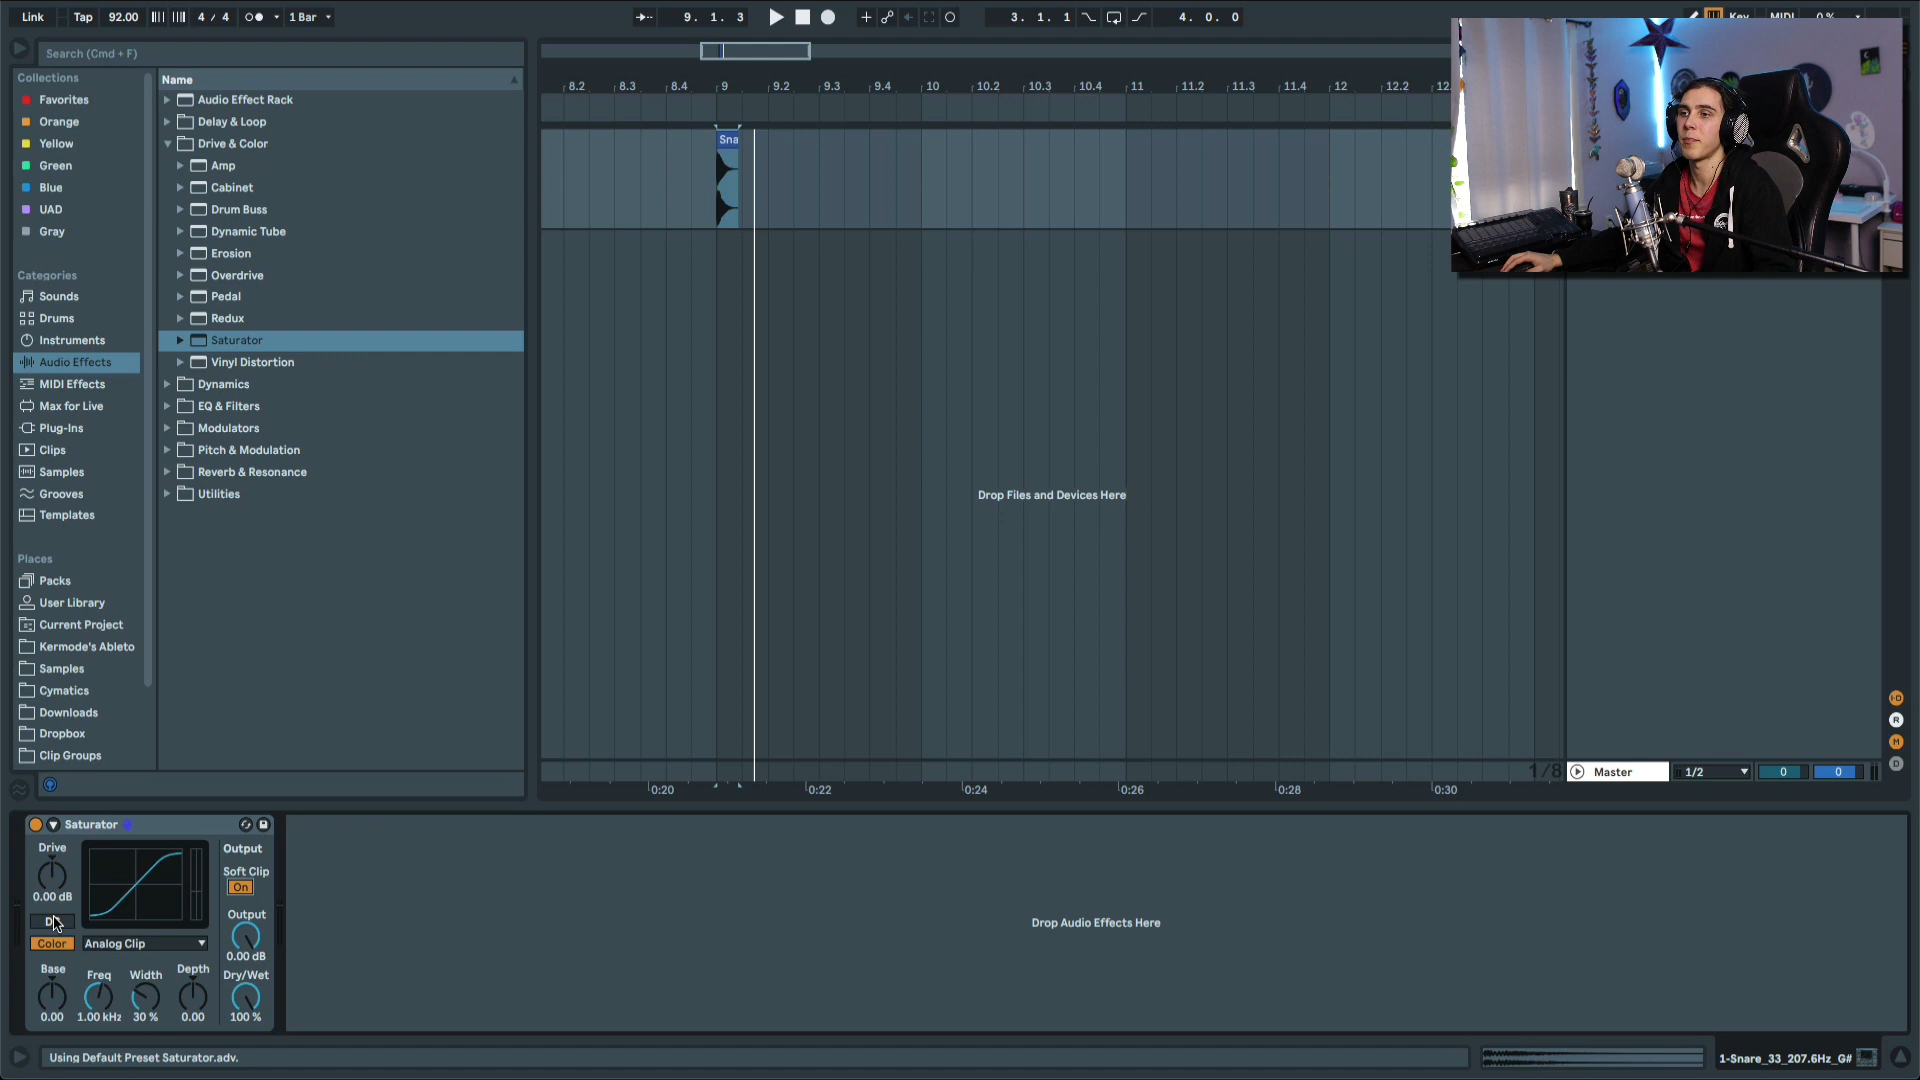 Link Tap 92.00 4 / 4 1 Bar 9. 1. 3 3. 1. 1 4. 0. 0 Key MIDI 0 %
Search (Cmd + F)
Collections
Favorites
Orange
Yellow
Green
Blue
UAD
Gray
Categories
Sounds
Drums
Instruments
Audio Effects
MIDI Effects
Max for Live
Plug-Ins
Clips
Samples
Grooves
Templates
Places
Packs
User Library
Current Project
Kermode's Ableto
Samples
Cymatics
Downloads
Dropbox
Clip Groups
Name
Audio Effect Rack
Delay & Loop
Drive & Color
Amp
Cabinet
Drum Buss
Dynamic Tube
Erosion
Overdrive
Pedal
Redux
Saturator
Vinyl Distortion
Dynamics
EQ & Filters
Modulators
Pitch & Modulation
Reverb & Resonance
Utilities
8.2 8.3 8.4 9 9.2 9.3 9.4 10 10.2 10.3 10.4 11 11.2 11.3 11.4 12 12.2 12.
Sna
Drop Files and Devices Here
1/8
Master 1/2 0 0
I·O
R
M
D
0:20 0:22 0:24 0:26 0:28 0:30
Saturator
Drive
0.00 dB
Color
Analog Clip
Base Freq Width Depth
0.00 1.00 kHz 30 % 0.00
Output
Soft Clip
On
Output
0.00 dB
Dry/Wet
100 %
Drop Audio Effects Here
Using Default Preset Saturator.adv.
1-Snare_33_207.6Hz_G#